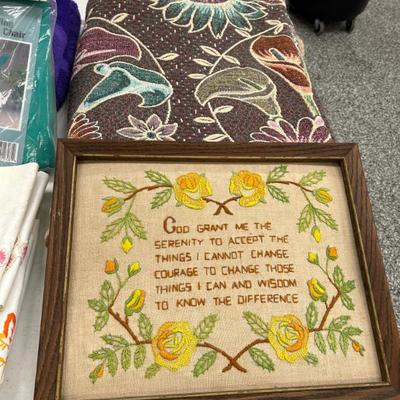 Chair
GOD GRANT ME THE
SERENITY TO ACCEPT THE
THINGS I CANNOT CHANGE
COURAGE TO CHANGE THOSE
THINGS I CAN AND WISDOM
TO KNOW THE DIFFERENCE